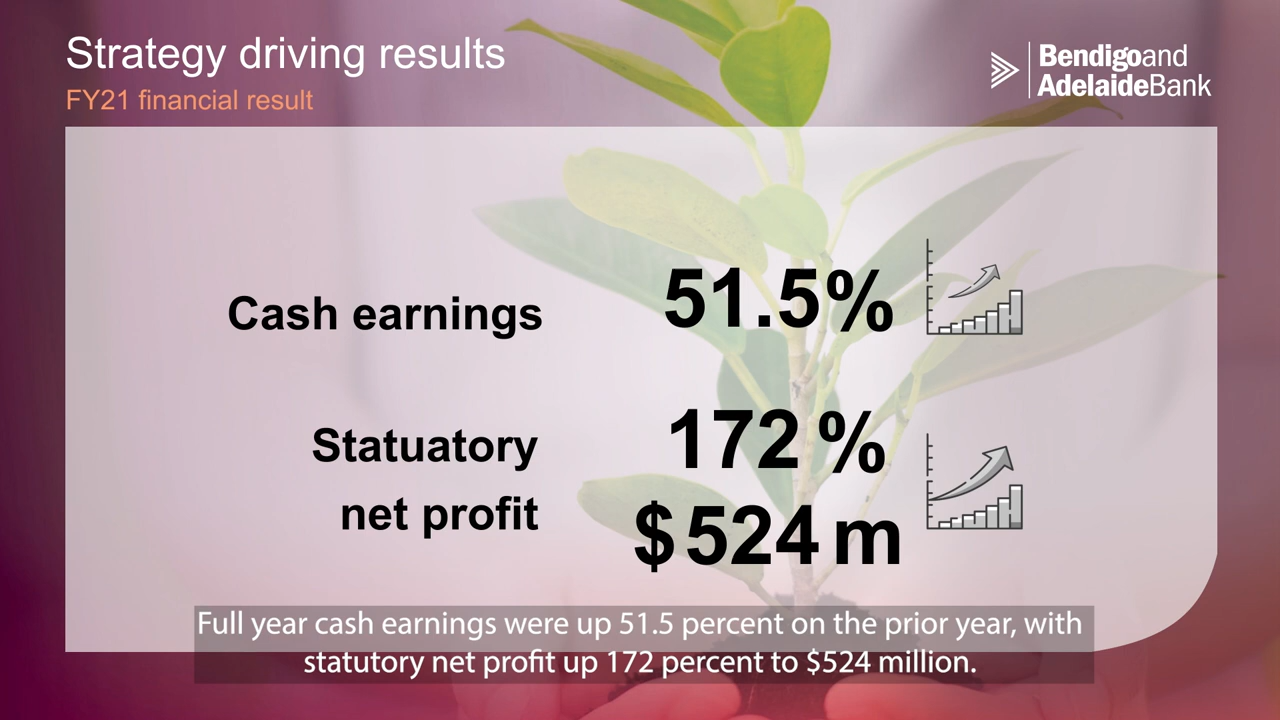 Strategy driving results
FY21 financial result
Bendigoand
AdelaideBank
Cash earnings
51.5%
Statuatory
net profit
172 %
$524 m
Full year cash earnings were up 51.5 percent on the prior year, with
statutory net profit up 172 percent to $524 million.